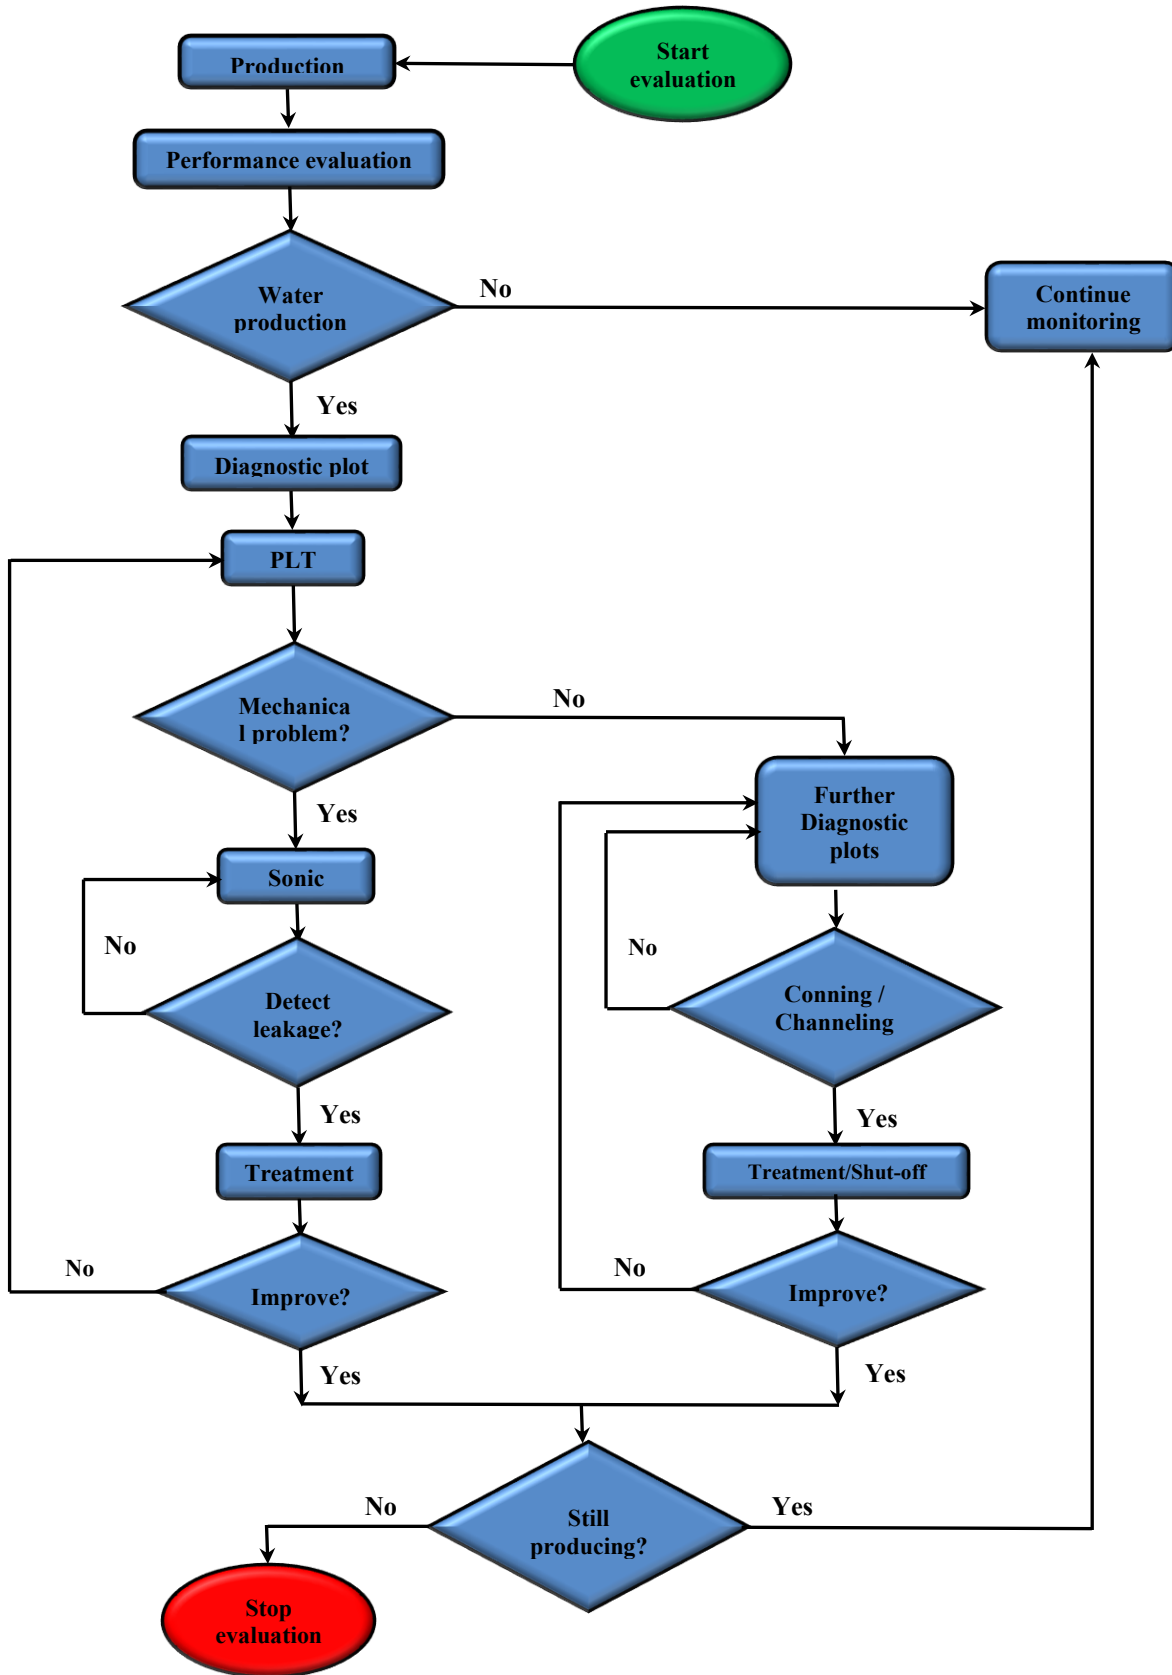 Start
evaluation
Production
Performance evaluation
Water
production
No
Continue
monitoring
Yes
Diagnostic plot
PLT
Mechanica
l problem?
No
Yes
Further
Diagnostic
plots
Sonic
No
No
Detect
leakage?
Conning /
Channeling
Yes
Yes
Treatment
Treatment/Shut-off
No
Improve?
No
Improve?
Yes
Yes
No
Still
producing?
Yes
Stop
evaluation